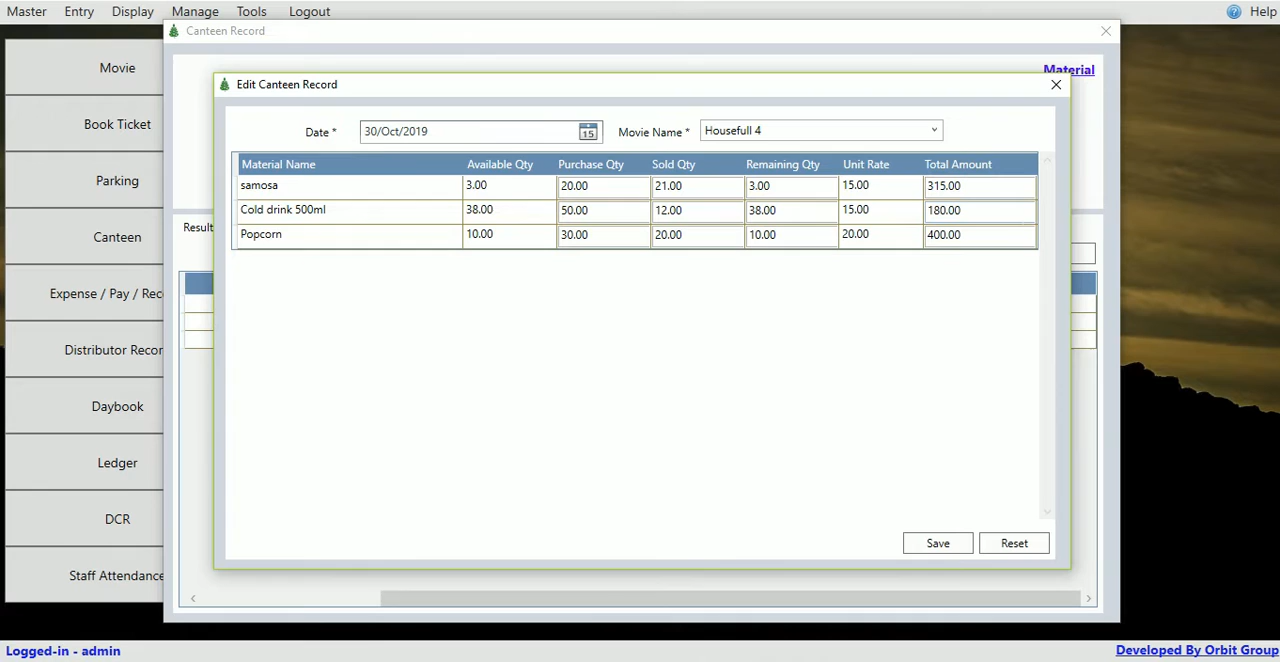 Master Entry Display Manage Tools Logout Help
Canteen Record
Movie
Book Ticket
Parking
Canteen
Expense / Pay / Rec
Distributor Recor
Daybook
Ledger
DCR
Staff Attendance
Material
Edit Canteen Record
Date * 30/Oct/2019 15 Movie Name * Housefull 4
Material Name Available Qty Purchase Qty Sold Qty Remaining Qty Unit Rate Total Amount
samosa 3.00 20.00 21.00 3.00 15.00 315.00
Cold drink 500ml 38.00 50.00 12.00 38.00 15.00 180.00
Popcorn 10.00 30.00 20.00 10.00 20.00 400.00
Result
Save Reset
Logged-in - admin
Developed By Orbit Group